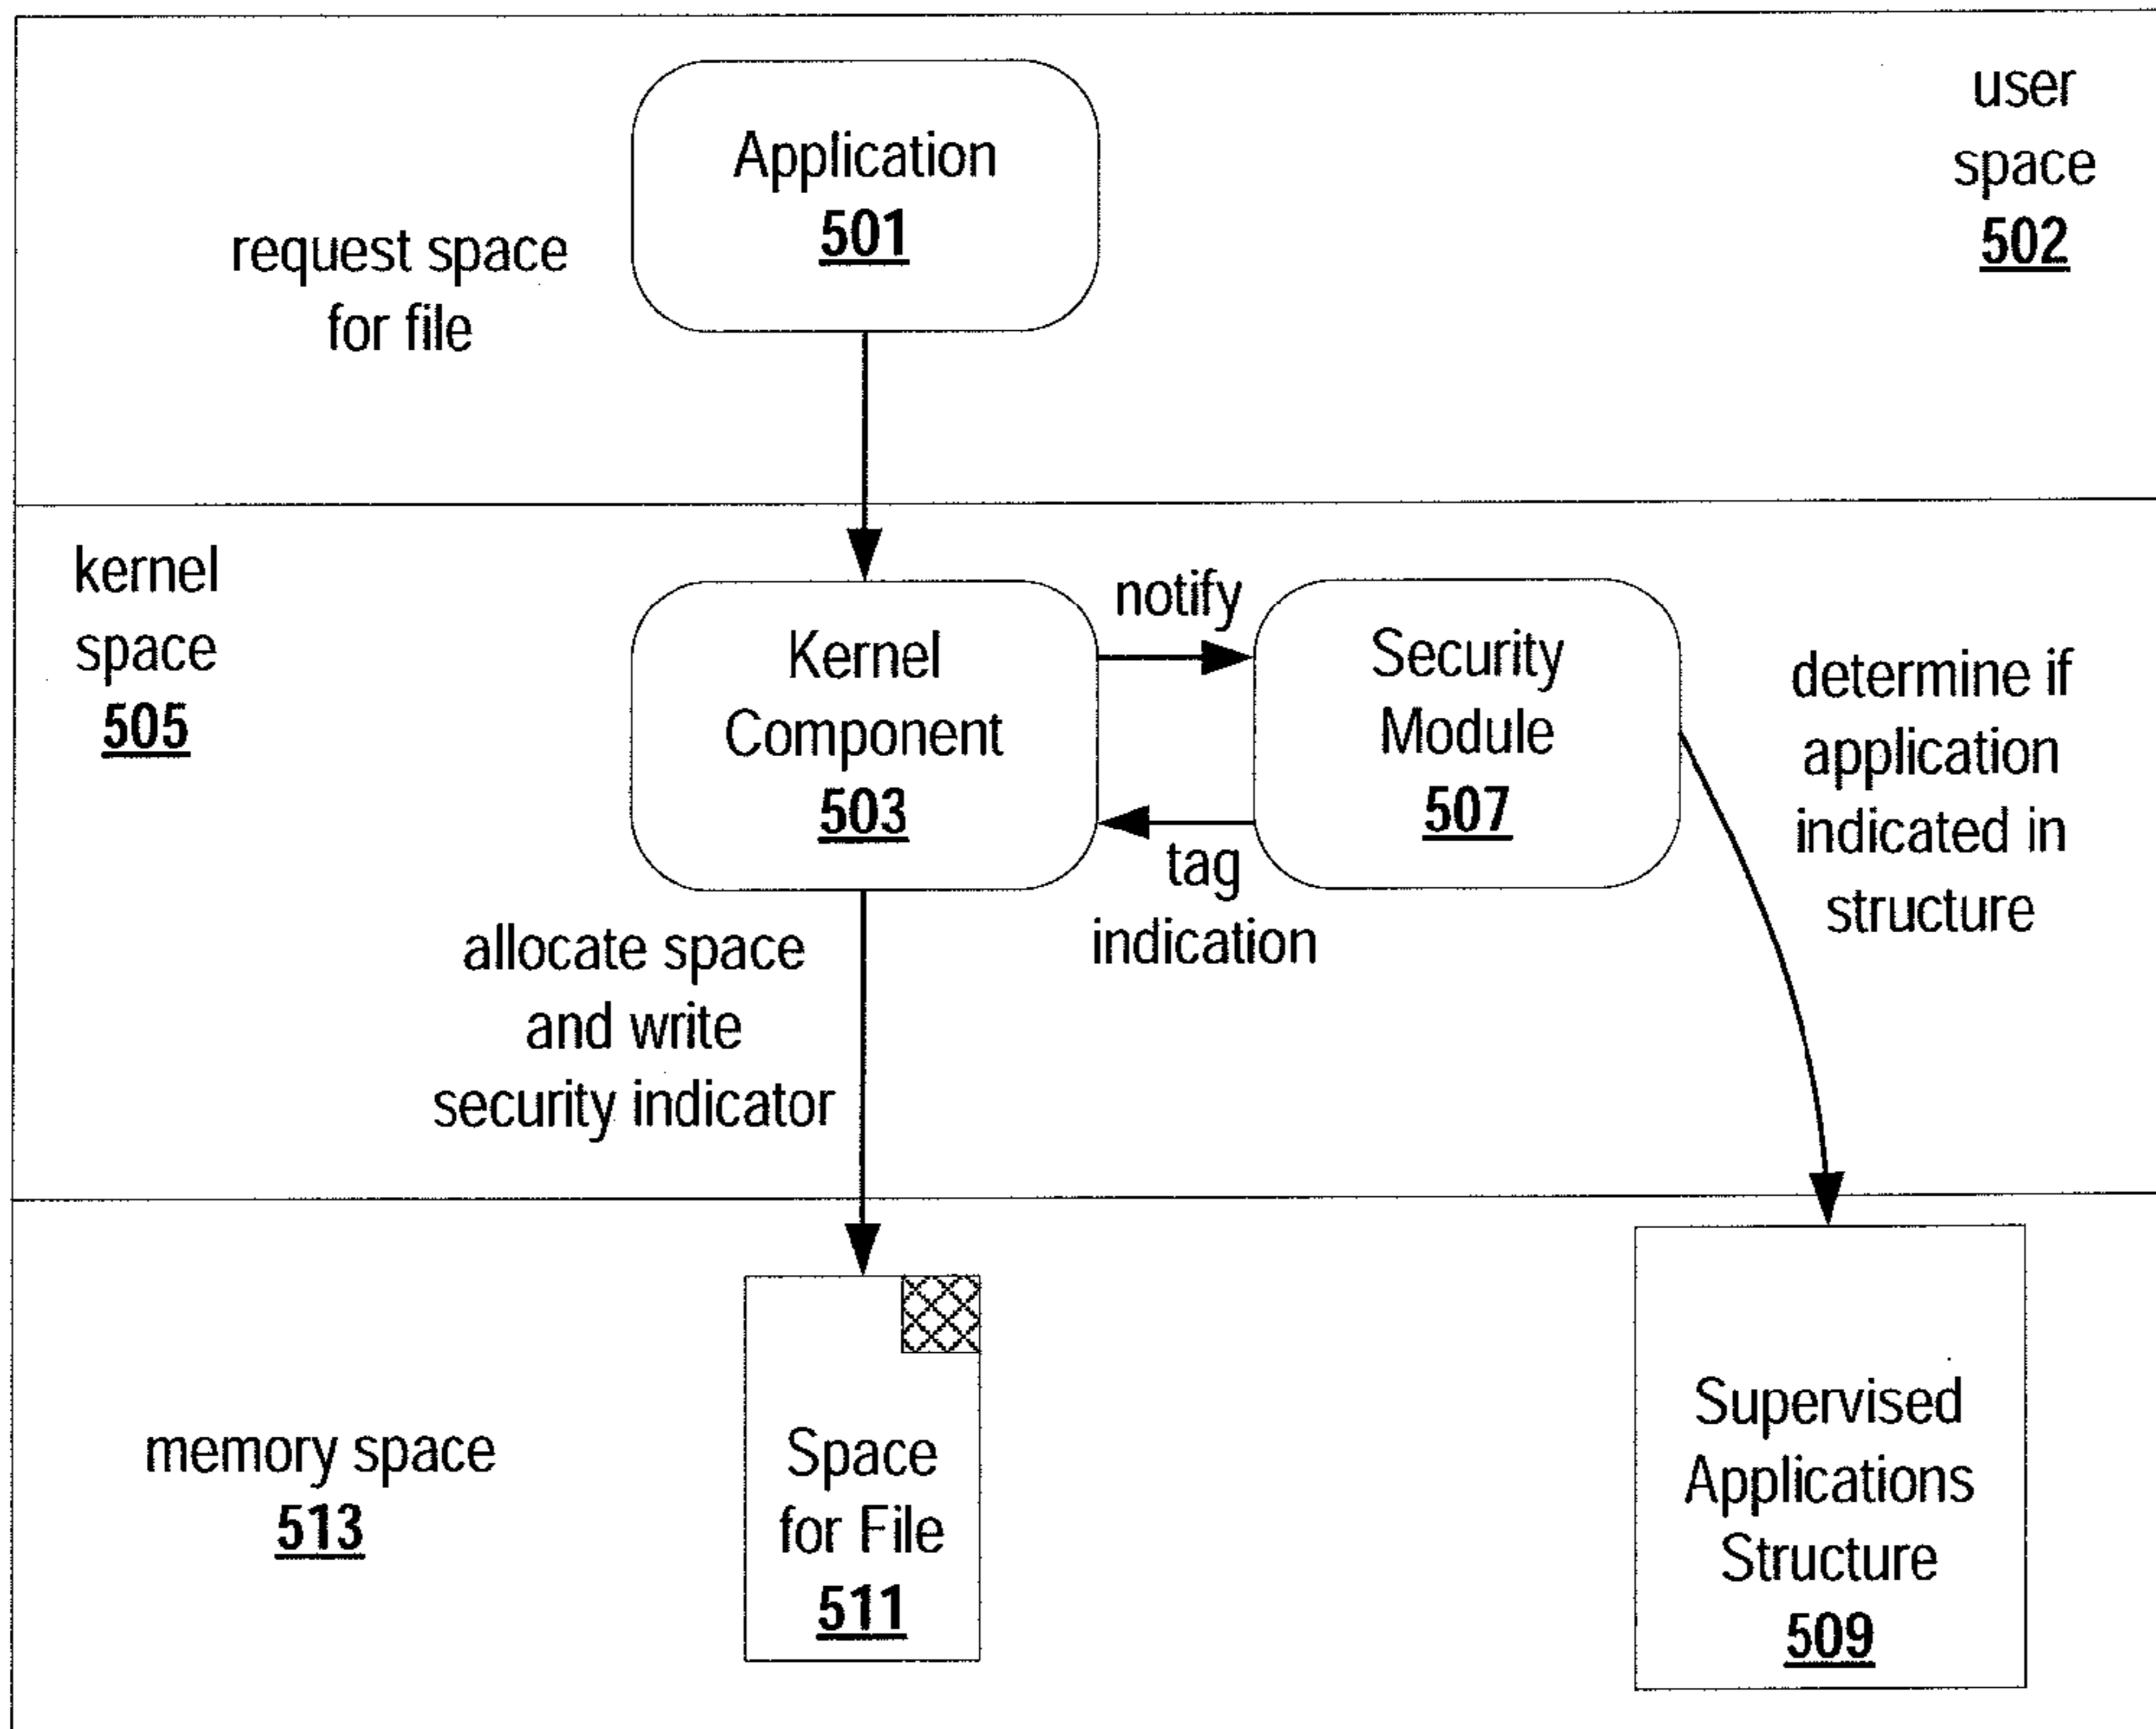 Application
501
user
space
502
request space
for file
kernel
space
505
Kernel
Component
503
notify
Security
Module
507
tag
indication
determine if
application
indicated in
structure
allocate space
and write
security indicator
memory space
513
Space
for File
511
Supervised
Applications
Structure
509